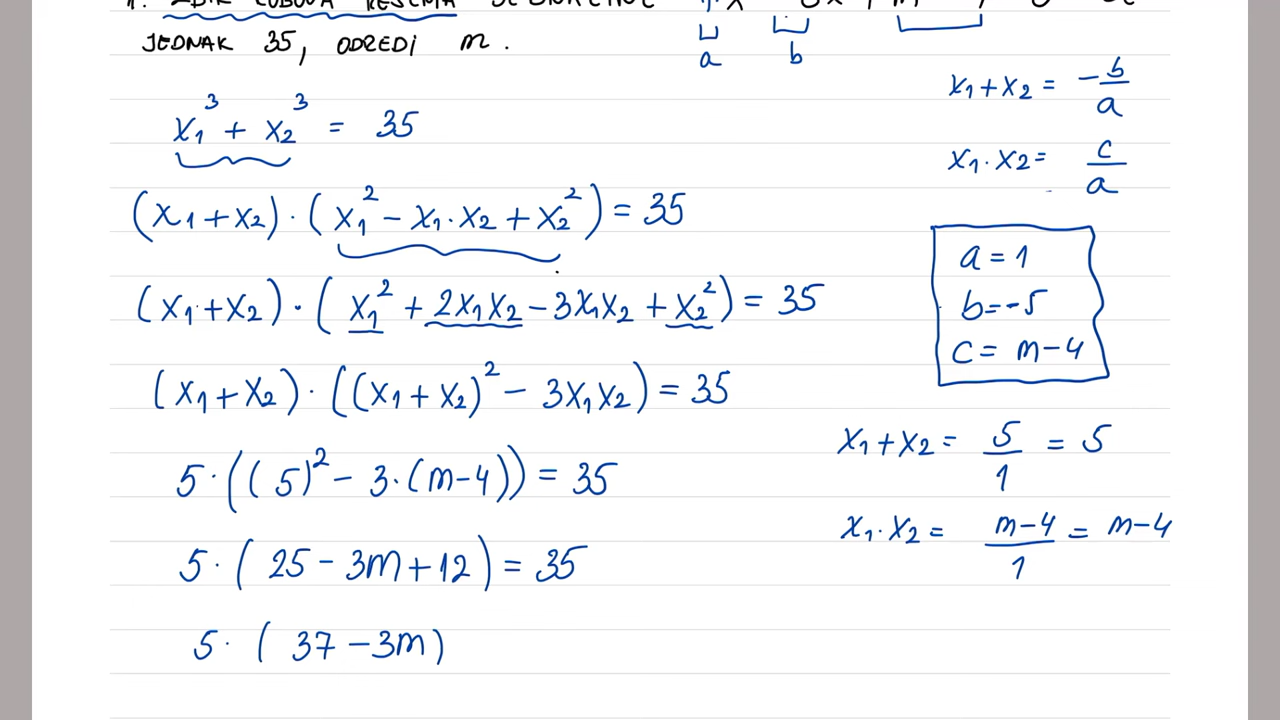 JEDNAK 35, ODREDI m.
a
b
x₁³ + x₂³ = 35
(x₁+x₂)·(x₁² - x₁·x₂ + x₂²) = 35
(x₁+x₂)·(x₁² + 2x₁x₂ - 3x₁x₂ + x₂²) = 35
(x₁+x₂)·((x₁+x₂)² - 3x₁x₂) = 35
5·((5)² - 3·(m-4)) = 35
5·(25 - 3m + 12) = 35
5·(37 - 3m)
x₁+x₂ = -b/a
x₁·x₂ = c/a
a = 1
b=-5
c = m-4
x₁+x₂ = 5/1 = 5
x₁·x₂ = m-4/1 = m-4